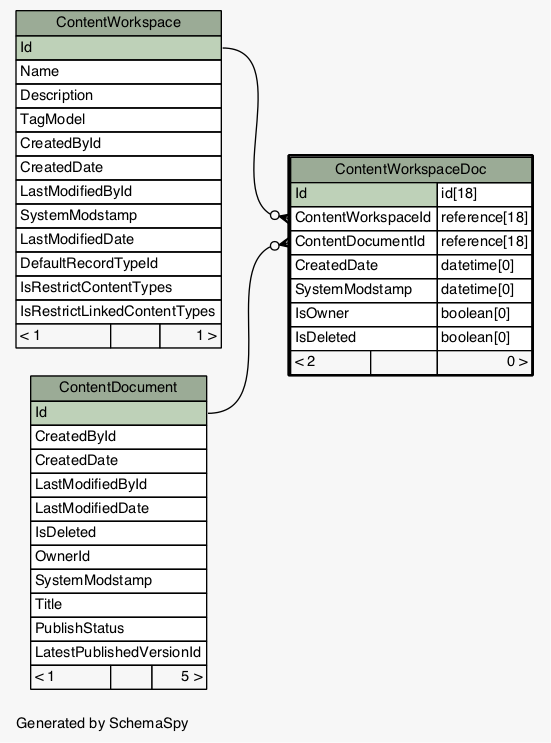 ContentWorkspace
Id
Name
Description
TagModel
CreatedById
CreatedDate
LastModifiedById
SystemModstamp
LastModifiedDate
DefaultRecordTypeId
IsRestrictContentTypes
IsRestrictLinkedContentTypes
< 1 1 >
ContentWorkspaceDoc
Id id[18]
ContentWorkspaceId reference[18]
ContentDocumentId reference[18]
CreatedDate datetime[0]
SystemModstamp datetime[0]
IsOwner boolean[0]
IsDeleted boolean[0]
< 2 0 >
ContentDocument
Id
CreatedById
CreatedDate
LastModifiedById
LastModifiedDate
IsDeleted
OwnerId
SystemModstamp
Title
PublishStatus
LatestPublishedVersionId
< 1 5 >
Generated by SchemaSpy